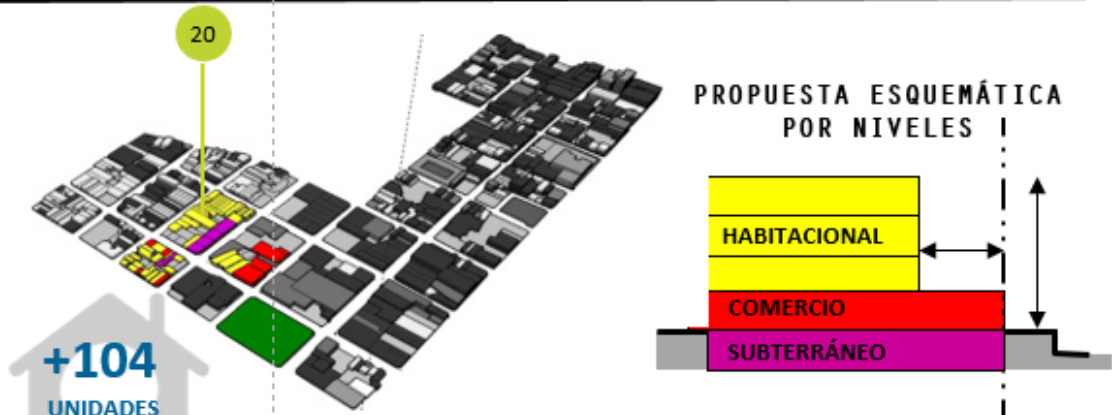 20
PROPUESTA ESQUEMÁTICA
POR NIVELES
HABITACIONAL
COMERCIO
SUBTERRÁNEO
+104
UNIDADES